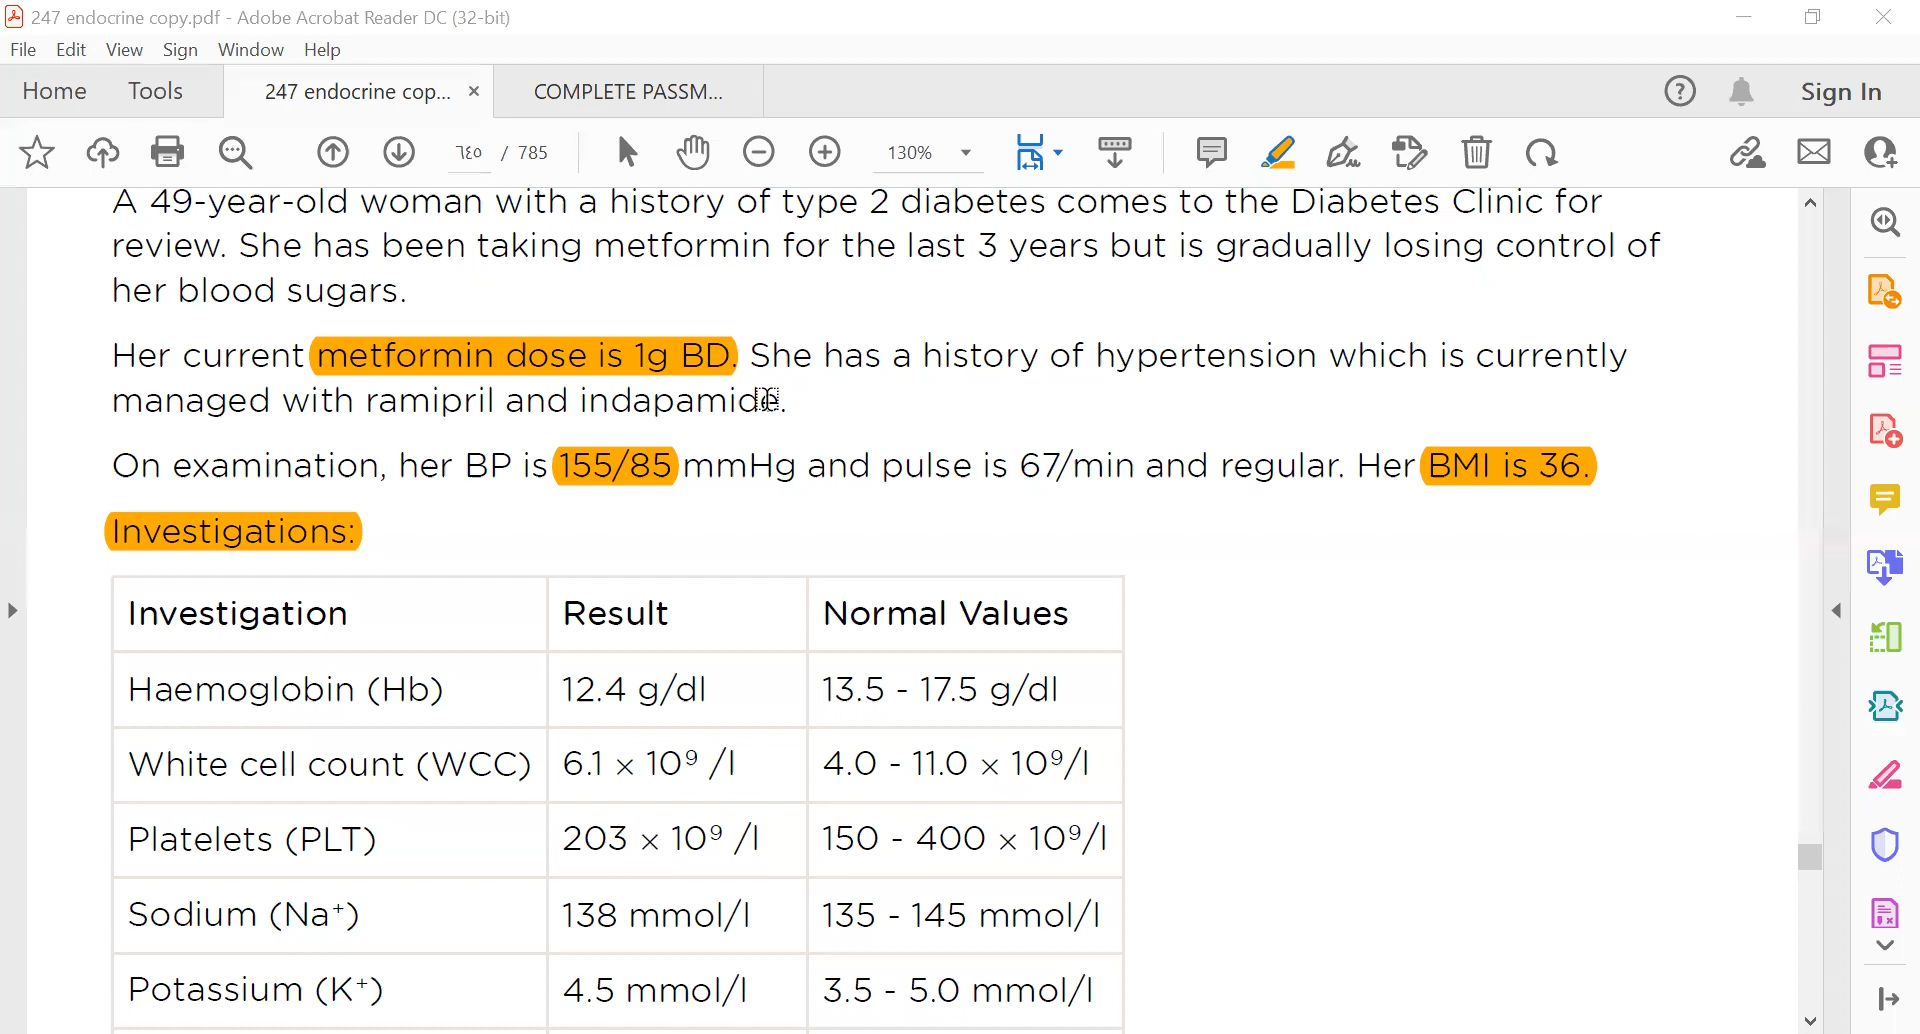 247 endocrine copy.pdf - Adobe Acrobat Reader DC (32-bit)
File Edit View Sign Window Help
Home Tools 247 endocrine cop... × COMPLETE PASSM... Sign In
٦٤٥ / 785 130%
A 49-year-old woman with a history of type 2 diabetes comes to the Diabetes Clinic for
review. She has been taking metformin for the last 3 years but is gradually losing control of
her blood sugars.
Her current metformin dose is 1g BD. She has a history of hypertension which is currently
managed with ramipril and indapamide.
On examination, her BP is 155/85 mmHg and pulse is 67/min and regular. Her BMI is 36.
Investigations:
Investigation Result Normal Values
Haemoglobin (Hb) 12.4 g/dl 13.5 - 17.5 g/dl
White cell count (WCC) 6.1 × 10⁹ /l 4.0 - 11.0 × 10⁹/l
Platelets (PLT) 203 × 10⁹ /l 150 - 400 × 10⁹/l
Sodium (Na⁺) 138 mmol/l 135 - 145 mmol/l
Potassium (K⁺) 4.5 mmol/l 3.5 - 5.0 mmol/l